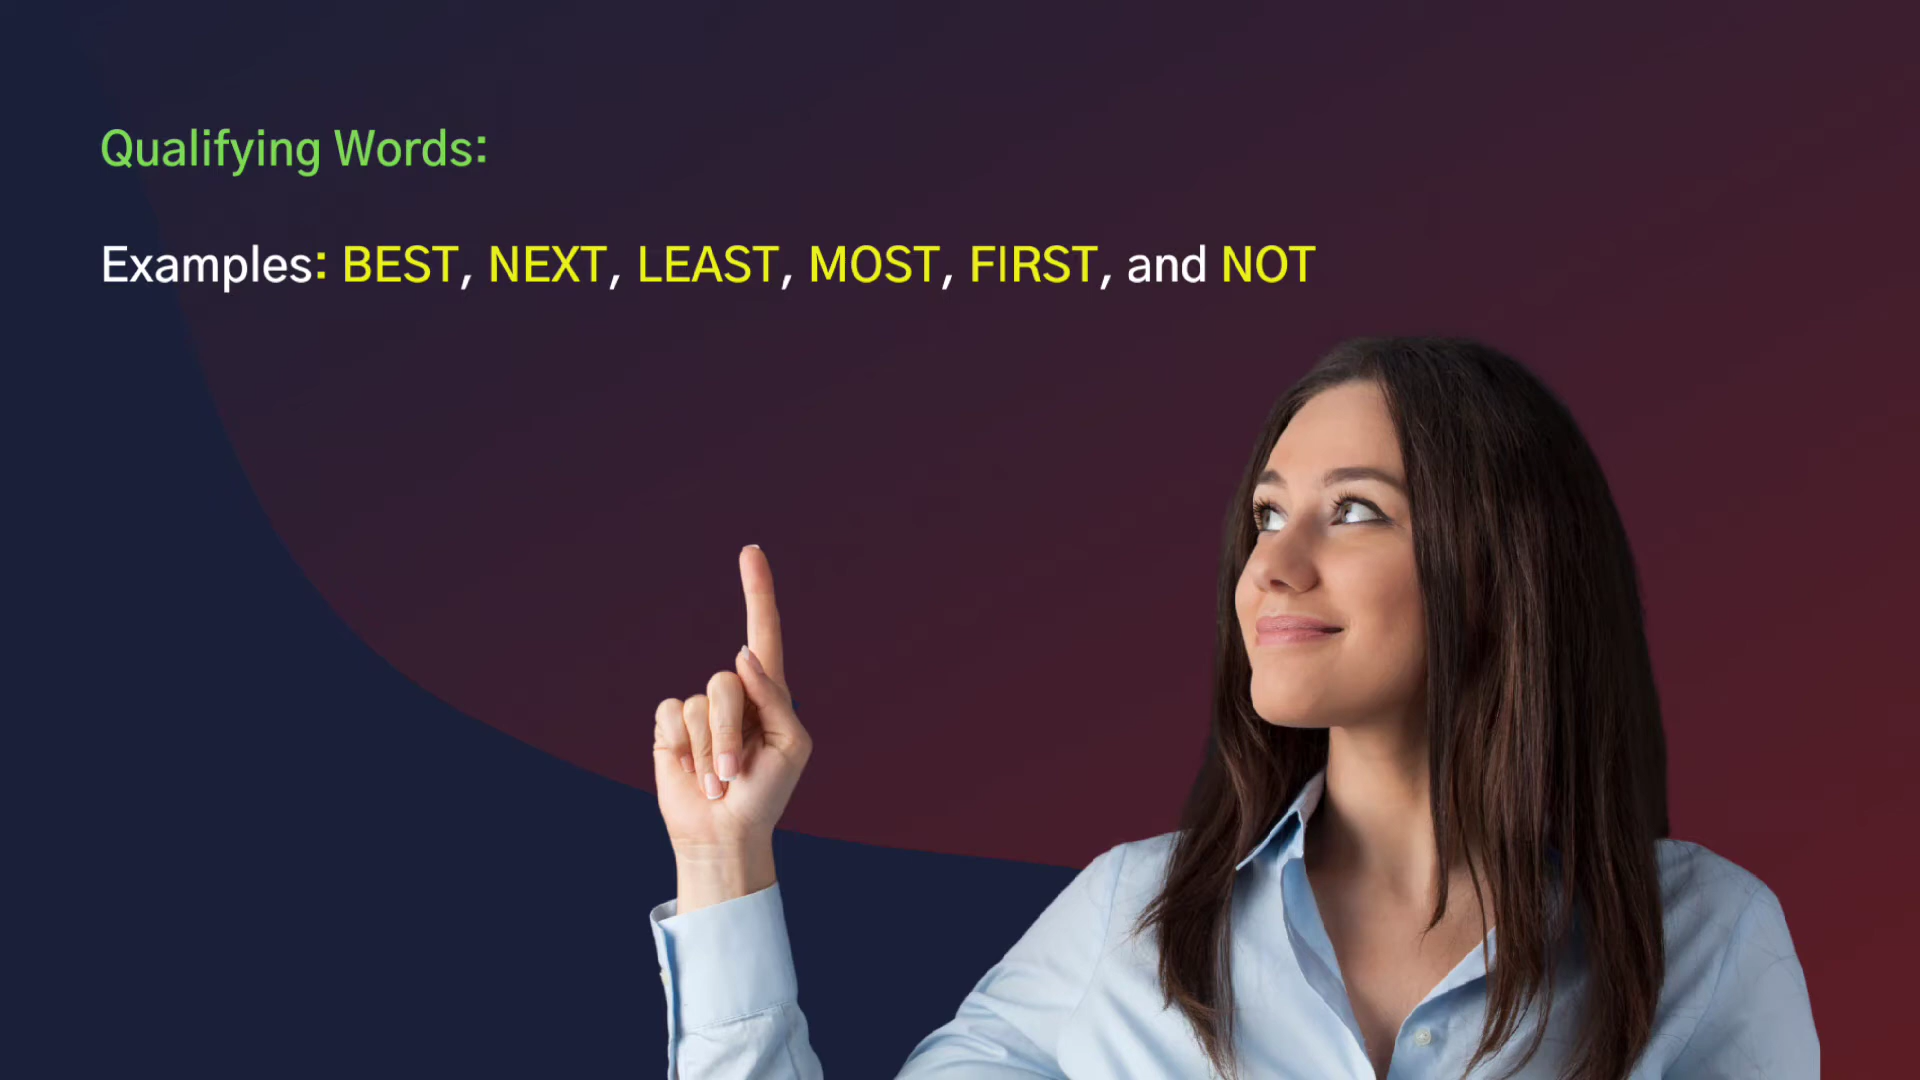 Qualifying Words:
Examples: BEST, NEXT, LEAST, MOST, FIRST, and NOT